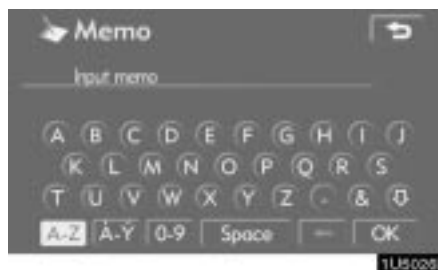 Memo
Input memo
A B C D E F G H I J
K L M N O P Q R S
T U V W X Y Z . &
A-Z À-Ý 0-9 Space ← OK
1U5026